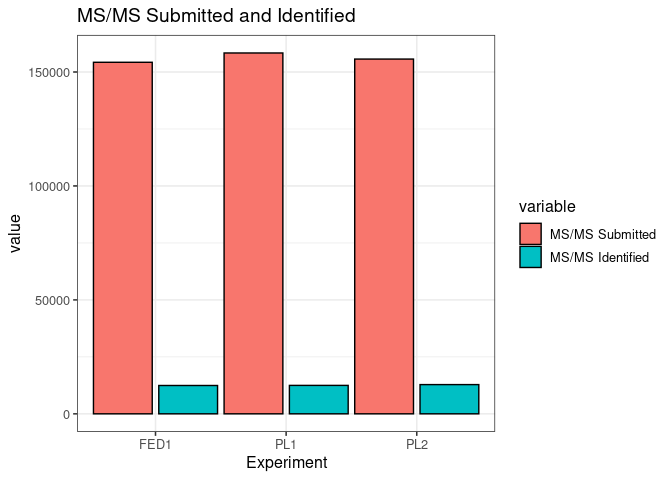 MS/MS Submitted and Identified
150000
100000
50000
0
value
FED1 PL1 PL2
Experiment
variable
MS/MS Submitted
MS/MS Identified